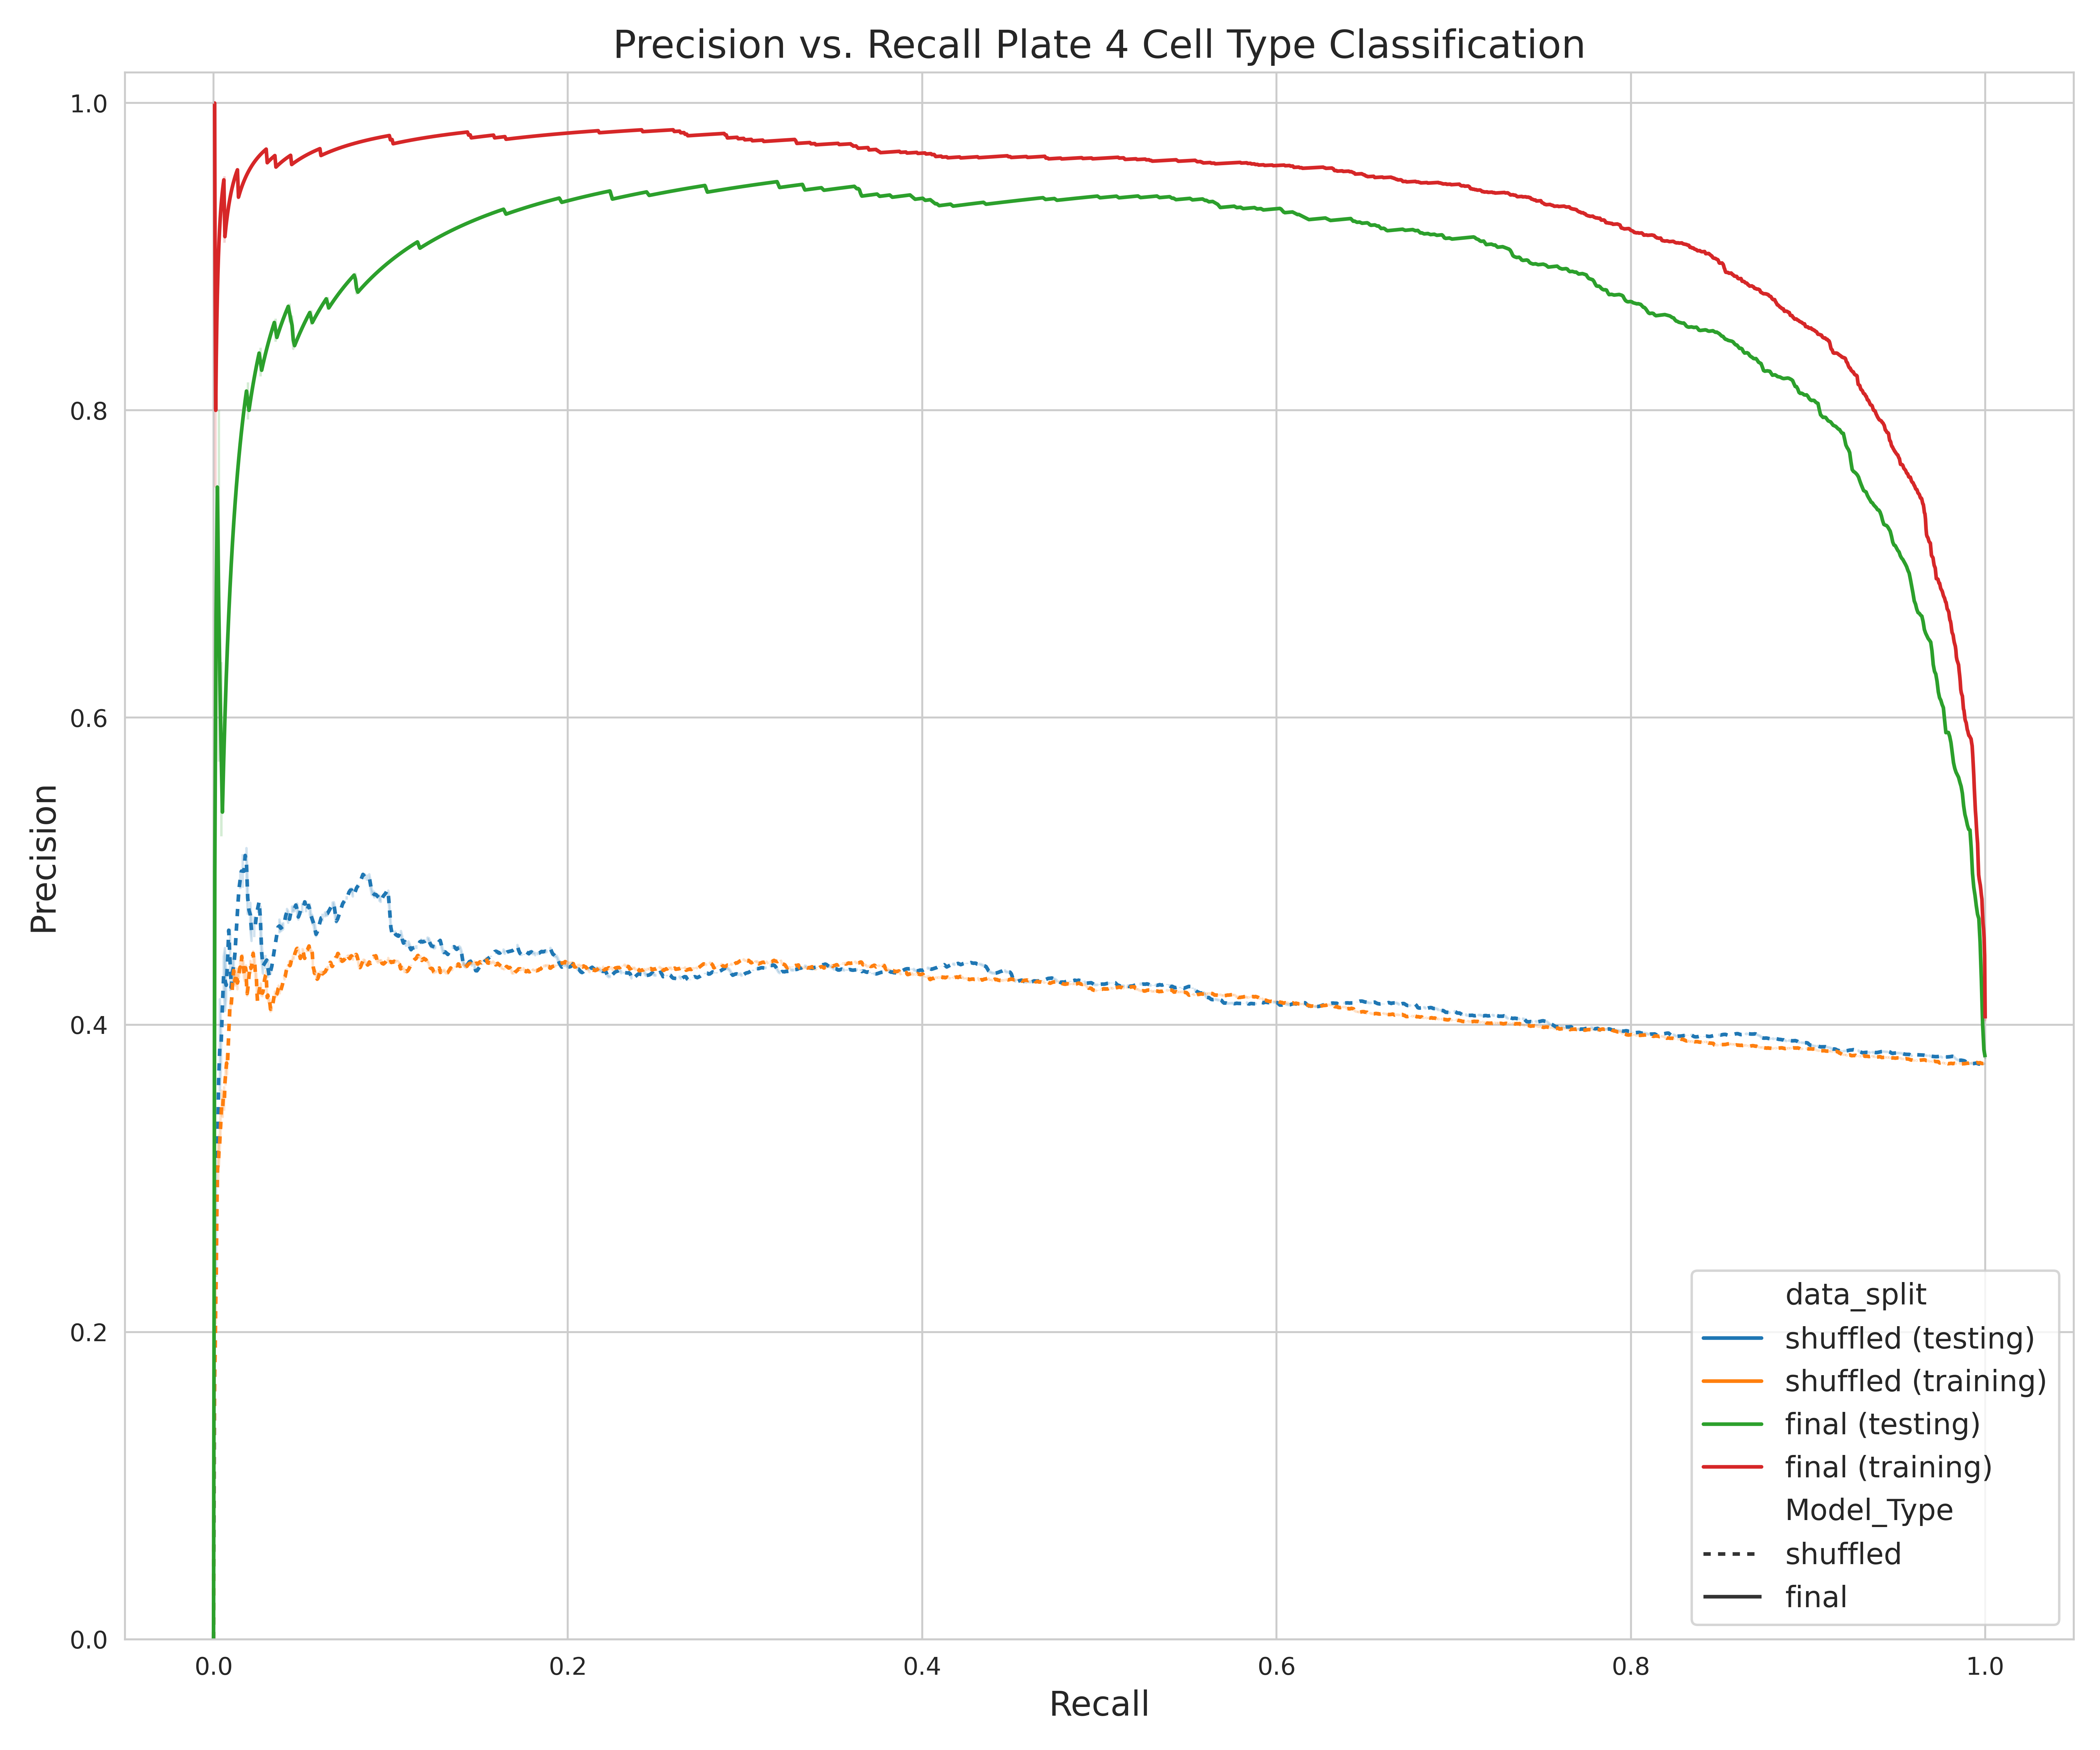 Precision vs. Recall Plate 4 Cell Type Classification
1.0
0.8
0.6
0.4
0.2
0.0
Precision
0.0 0.2 0.4 0.6 0.8 1.0
Recall
data_split
shuffled (testing)
shuffled (training)
final (testing)
final (training)
Model_Type
shuffled
final